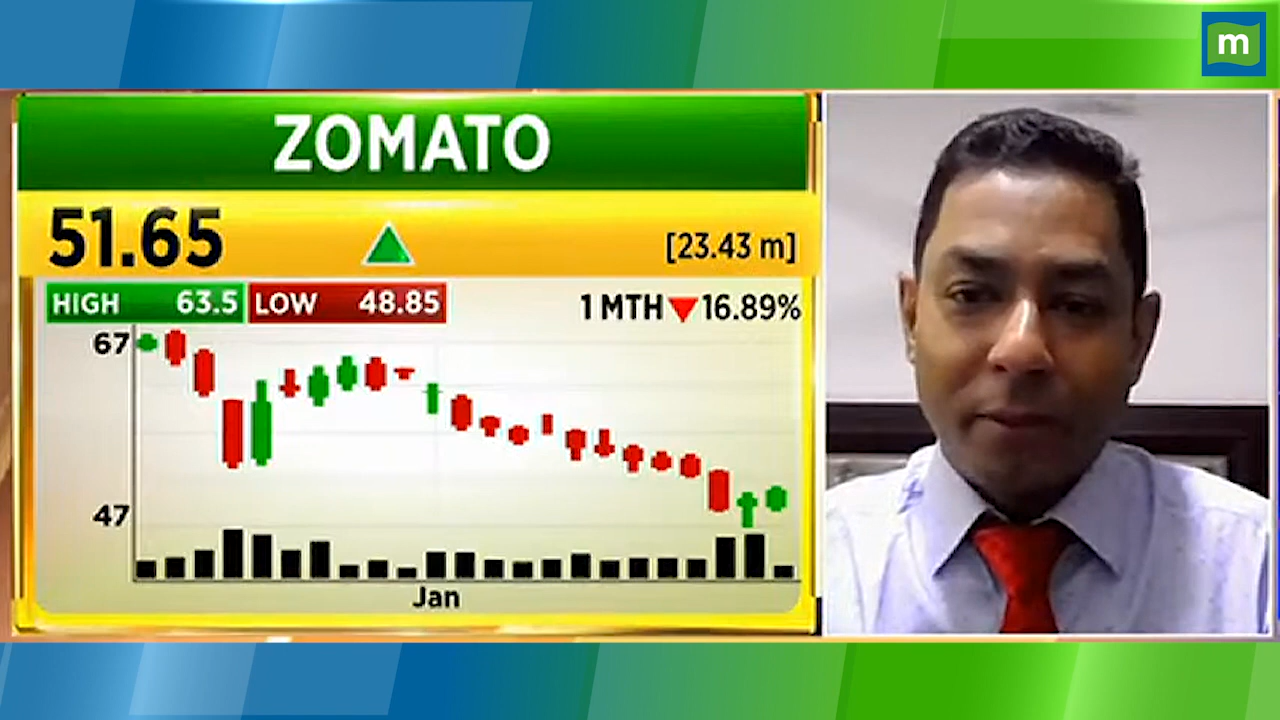 m
ZOMATO
51.65 ▲ [23.43 m]
HIGH 63.5 LOW 48.85 1 MTH ▼ 16.89%
67
47
Jan